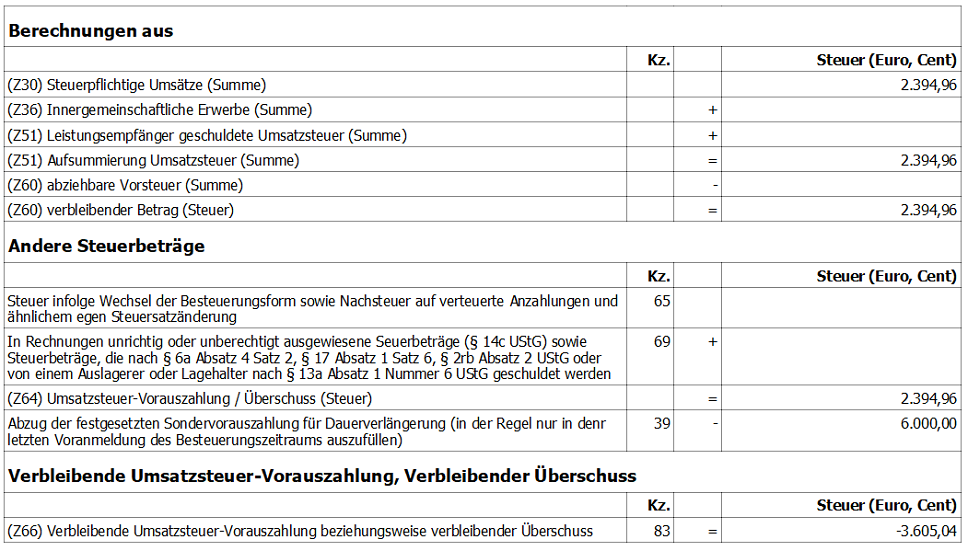 Berechnungen aus
Kz. Steuer (Euro, Cent)
(Z30) Steuerpflichtige Umsätze (Summe) 2.394,96
(Z36) Innergemeinschaftliche Erwerbe (Summe) +
(Z51) Leistungsempfänger geschuldete Umsatzsteuer (Summe) +
(Z51) Aufsummierung Umsatzsteuer (Summe) = 2.394,96
(Z60) abziehbare Vorsteuer (Summe) -
(Z60) verbleibender Betrag (Steuer) = 2.394,96
Andere Steuerbeträge
Kz. Steuer (Euro, Cent)
Steuer infolge Wechsel der Besteuerungsform sowie Nachsteuer auf verteuerte Anzahlungen und 65
ähnlichem egen Steuersatzänderung
In Rechnungen unrichtig oder unberechtigt ausgewiesene Seuerbeträge (§ 14c UStG) sowie 69 +
Steuerbeträge, die nach § 6a Absatz 4 Satz 2, § 17 Absatz 1 Satz 6, § 2rb Absatz 2 UStG oder
von einem Auslagerer oder Lagehalter nach § 13a Absatz 1 Nummer 6 UStG geschuldet werden
(Z64) Umsatzsteuer-Vorauszahlung / Überschuss (Steuer) = 2.394,96
Abzug der festgesetzten Sondervorauszahlung für Dauerverlängerung (in der Regel nur in denr 39 - 6.000,00
letzten Voranmeldung des Besteuerungszeitraums auszufüllen)
Verbleibende Umsatzsteuer-Vorauszahlung, Verbleibender Überschuss
Kz. Steuer (Euro, Cent)
(Z66) Verbleibende Umsatzsteuer-Vorauszahlung beziehungsweise verbleibender Überschuss 83 = -3.605,04